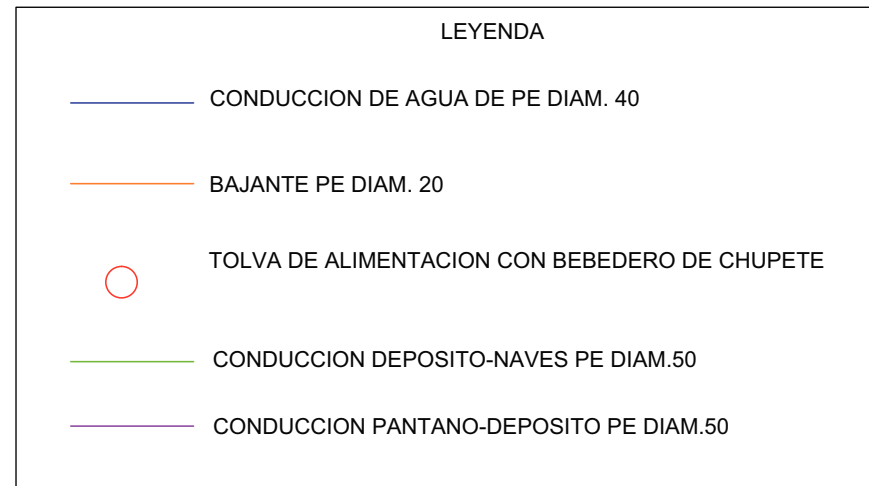 LEYENDA
CONDUCCION DE AGUA DE PE DIAM. 40
BAJANTE PE DIAM. 20
TOLVA DE ALIMENTACION CON BEBEDERO DE CHUPETE
CONDUCCION DEPOSITO-NAVES PE DIAM.50
CONDUCCION PANTANO-DEPOSITO PE DIAM.50